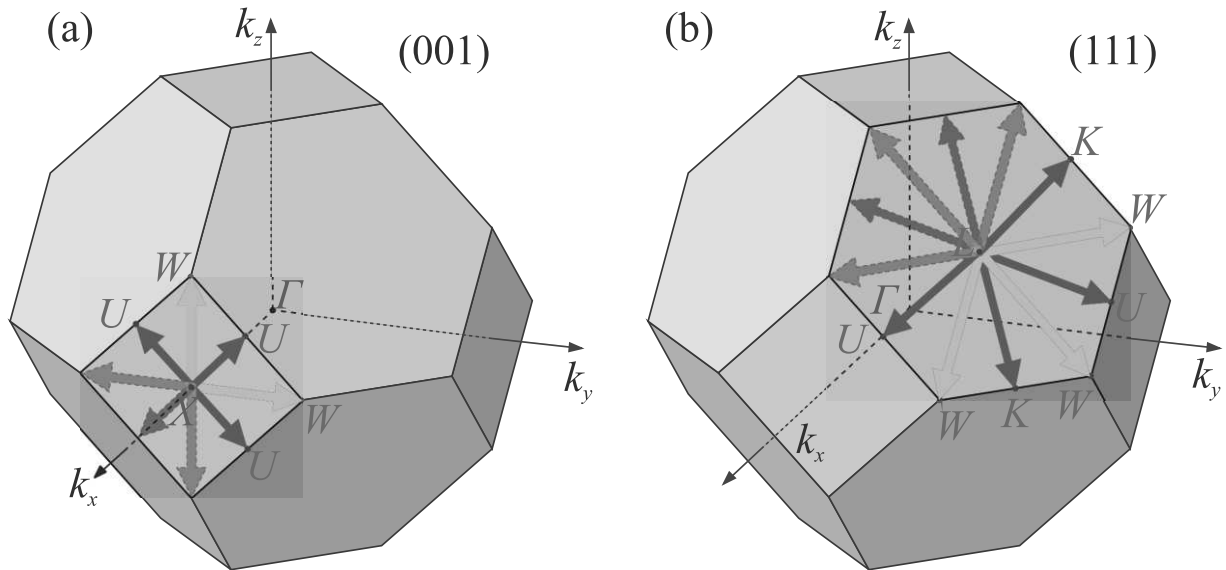 (a)
k_z
(001)
W
U
Γ
U
X
W
U
k_y
k_x
(b)
k_z
(111)
K
W
L
Γ
U
U
k_y
W
K
W
k_x